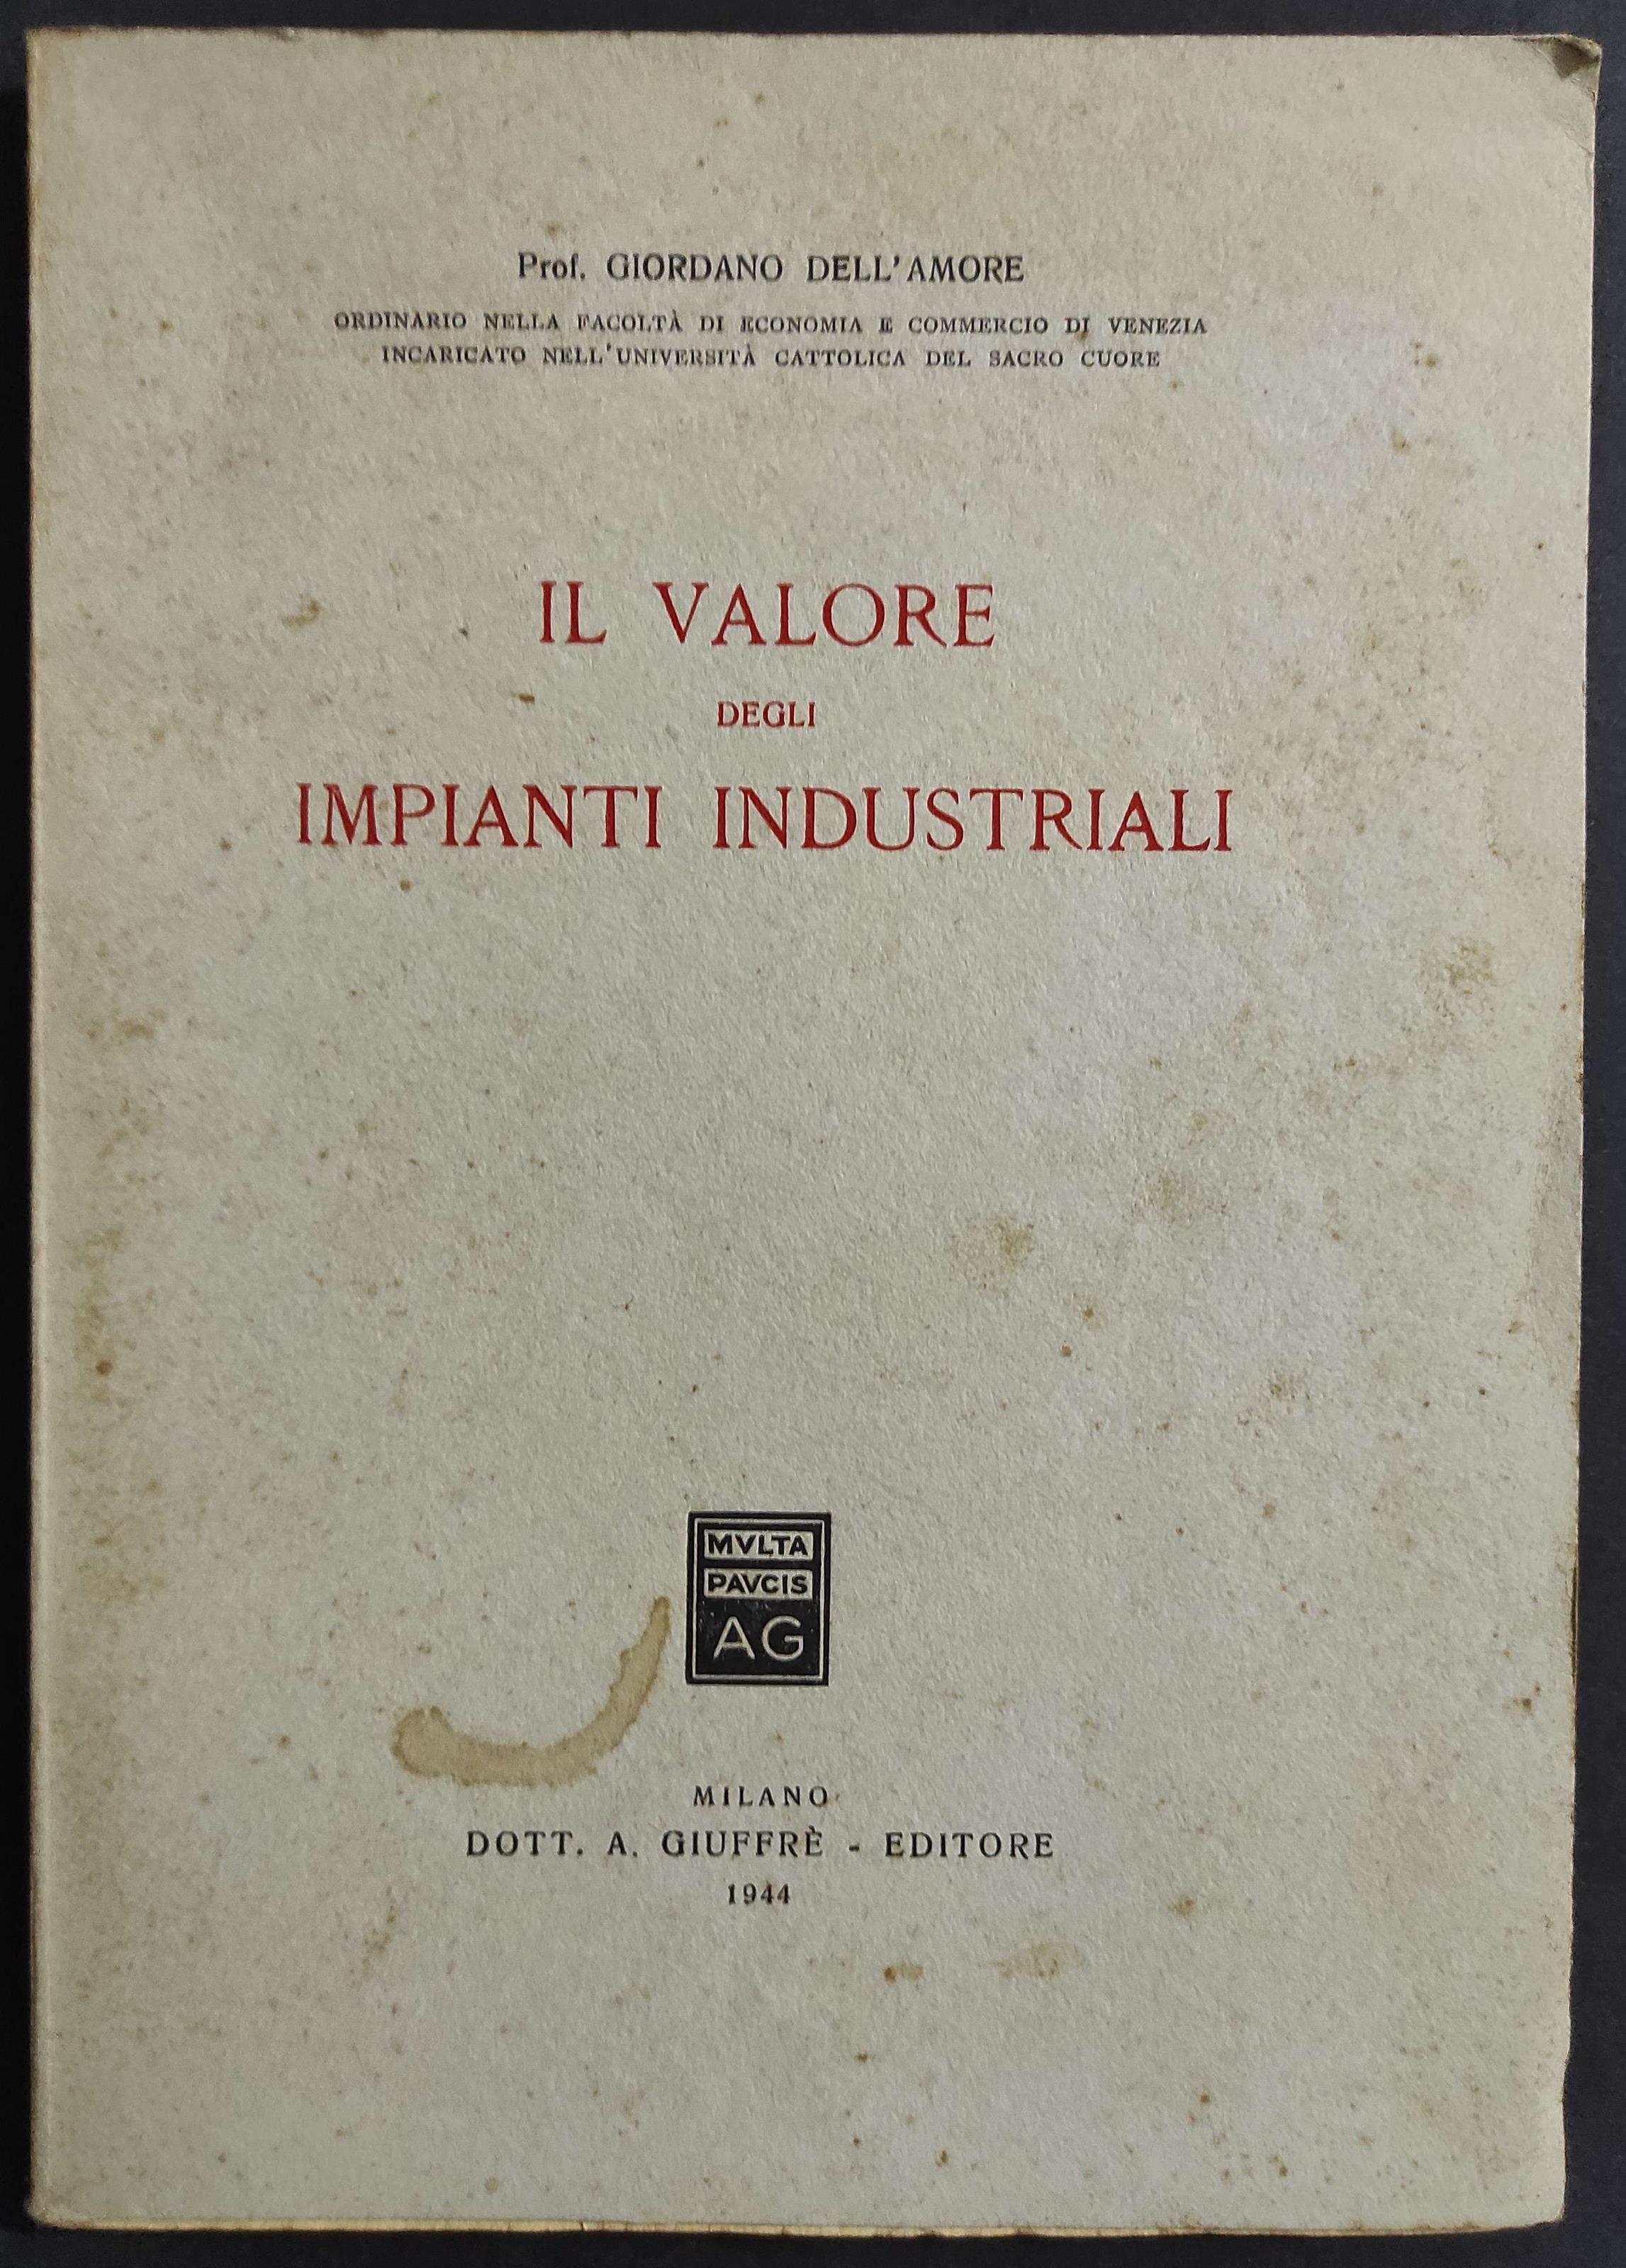 Prof. GIORDANO DELL'AMORE
ORDINARIO NELLA FACOLTÀ DI ECONOMIA E COMMERCIO DI VENEZIA
INCARICATO NELL'UNIVERSITÀ CATTOLICA DEL SACRO CUORE
IL VALORE
DEGLI
IMPIANTI INDUSTRIALI
MVLTA
PAVCIS
AG
MILANO
DOTT. A. GIUFFRÈ - EDITORE
1944